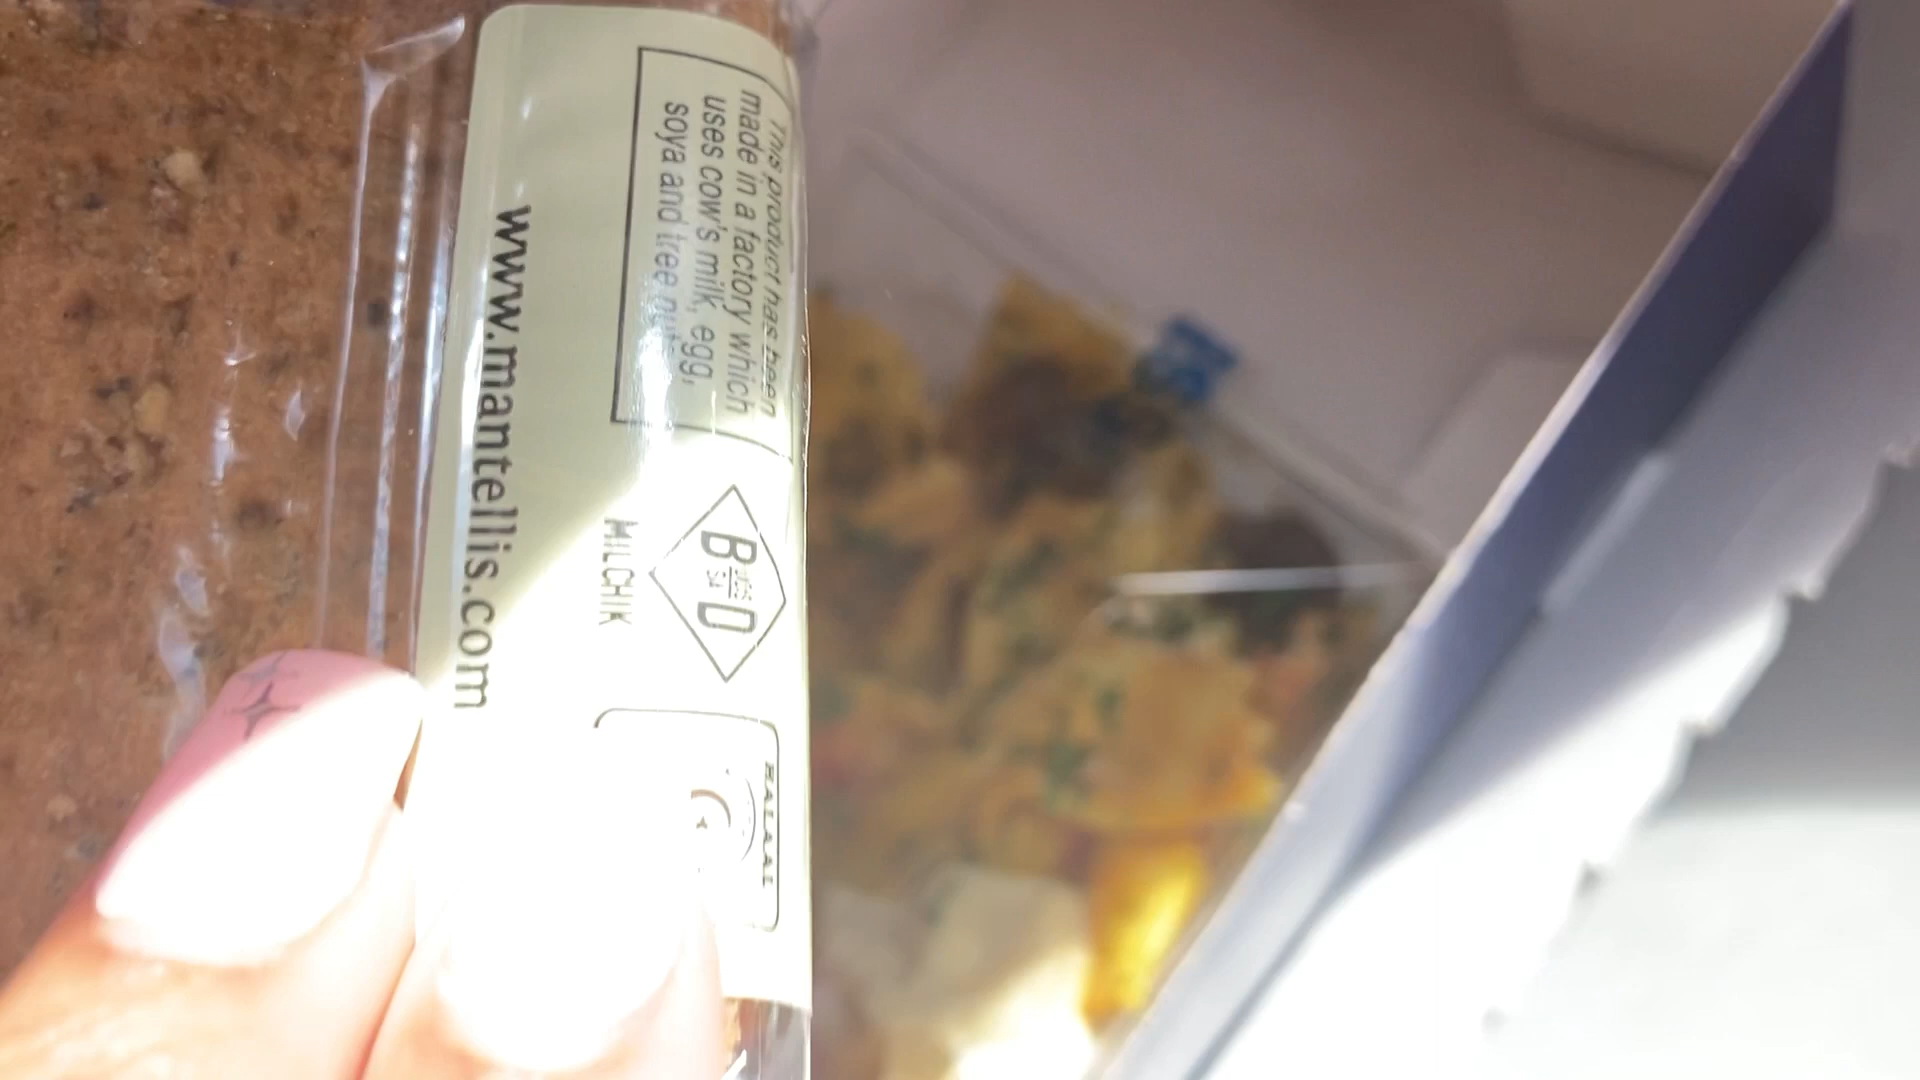 This product has been
made in a factory which
uses cow's milk, egg,
soya and tree nuts,
B D
SA
MILCHIK
HALAAL
www.mantellis.com